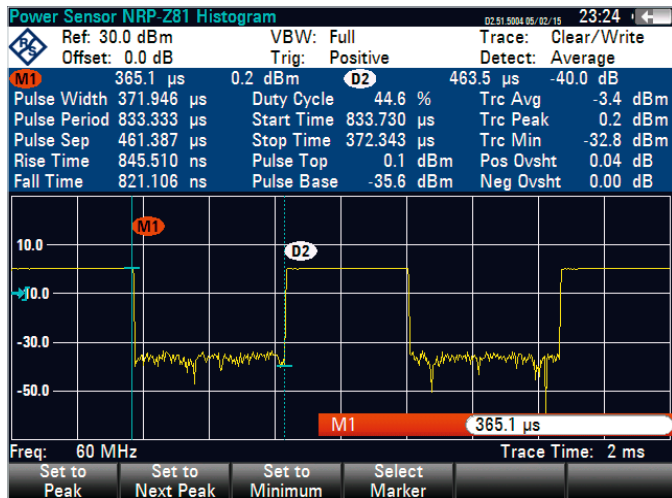 Power Sensor NRP-Z81 Histogram D2.51.5004 05/02/15 23:24
R&S Ref: 30.0 dBm VBW: Full Trace: Clear/Write
Offset: 0.0 dB Trig: Positive Detect: Average
M1 365.1 µs 0.2 dBm D2 463.5 µs -40.0 dB
Pulse Width 371.946 µs Duty Cycle 44.6 % Trc Avg -3.4 dBm
Pulse Period 833.333 µs Start Time 833.730 µs Trc Peak 0.2 dBm
Pulse Sep 461.387 µs Stop Time 372.343 µs Trc Min -32.8 dBm
Rise Time 845.510 ns Pulse Top 0.1 dBm Pos Ovsht 0.04 dB
Fall Time 821.106 ns Pulse Base -35.6 dBm Neg Ovsht 0.00 dB
M1
10.0
D2
-10.0
-30.0
-50.0
M1 365.1 µs
Freq: 60 MHz Trace Time: 2 ms
Set to Peak
Set to Next Peak
Set to Minimum
Select Marker